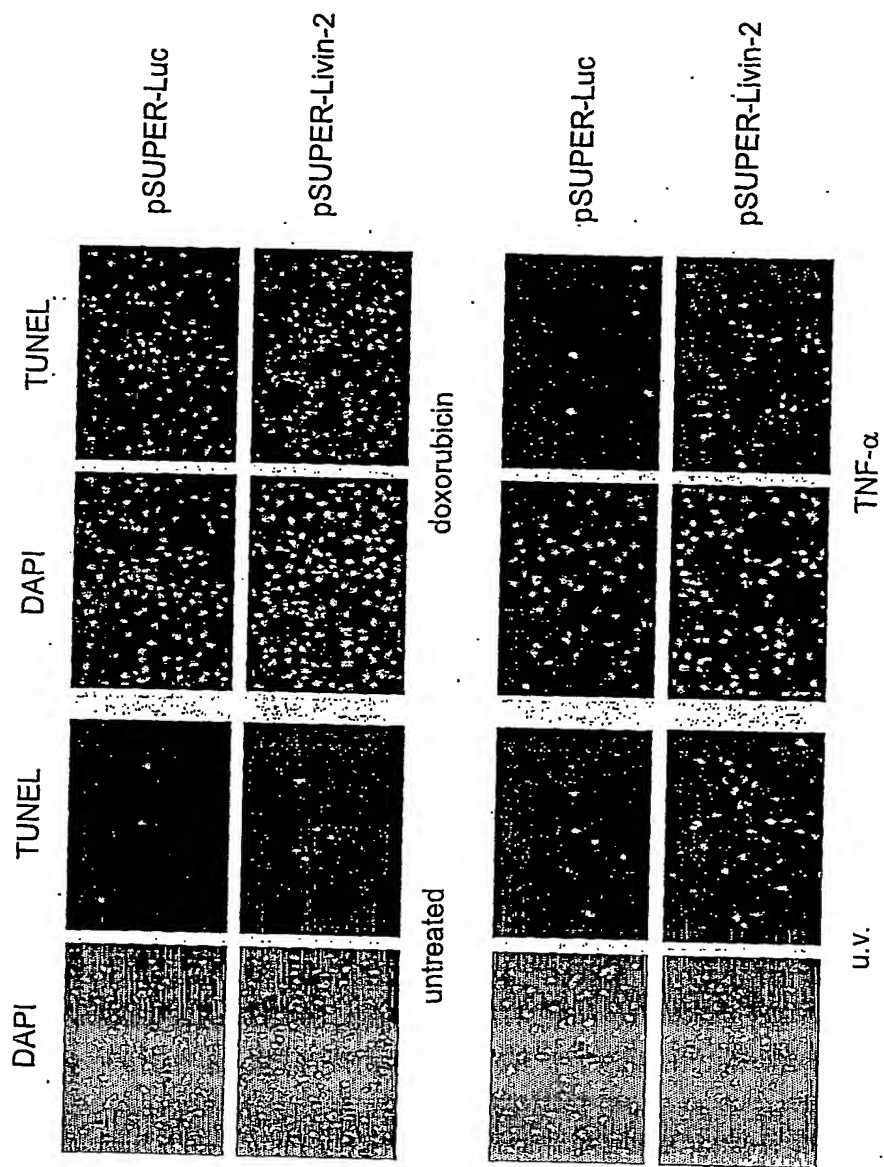 DAPI TUNEL DAPI TUNEL
pSUPER-Luc
pSUPER-Livin-2
untreated doxorubicin
pSUPER-Luc
pSUPER-Livin-2
u.v. TNF-α